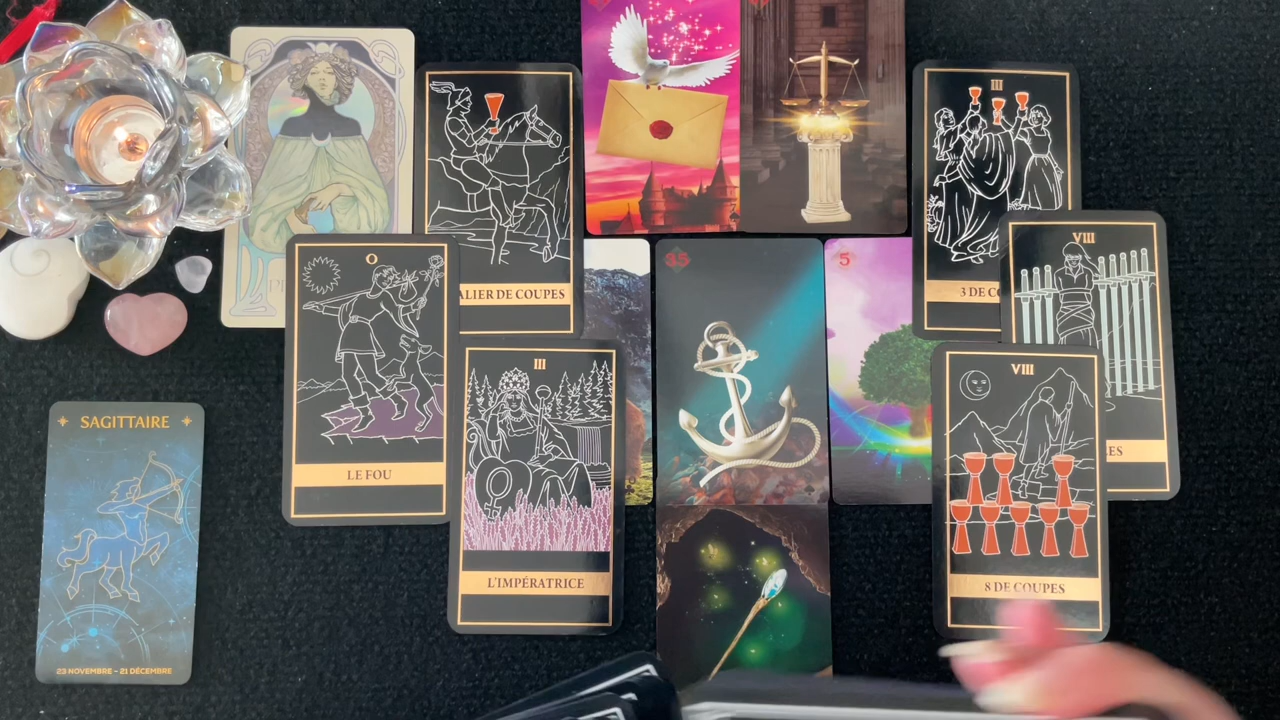 SAGITTAIRE
23 NOVEMBRE - 21 DÉCEMBRE
O
LE FOU
ALIER DE COUPES
III
L'IMPÉRATRICE
35
5
III
3 DE CO
VIII
ES
VIII
8 DE COUPES